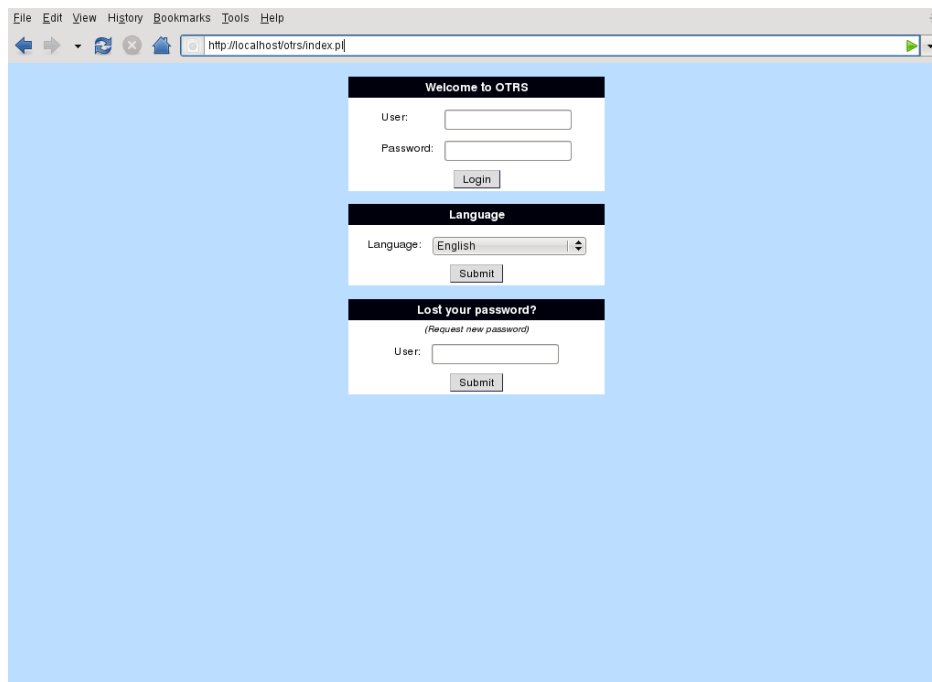 File Edit View History Bookmarks Tools Help
http://localhost/otrs/index.pl
Welcome to OTRS
User:
Password:
Login
Language
Language: English
Submit
Lost your password?
(Request new password)
User:
Submit